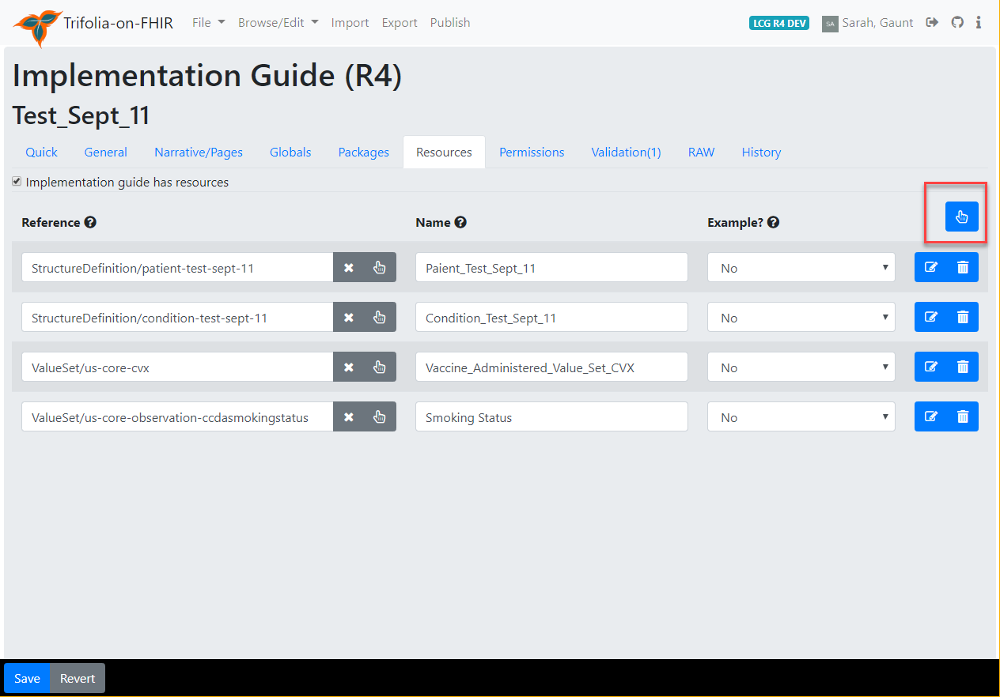 Trifolia-on-FHIR File Browse/Edit Import Export Publish LCG R4 DEV SA Sarah, Gaunt
Implementation Guide (R4)
Test_Sept_11
Quick General Narrative/Pages Globals Packages Resources Permissions Validation(1) RAW History
Implementation guide has resources
Reference Name Example?
StructureDefinition/patient-test-sept-11 Paient_Test_Sept_11 No
StructureDefinition/condition-test-sept-11 Condition_Test_Sept_11 No
ValueSet/us-core-cvx Vaccine_Administered_Value_Set_CVX No
ValueSet/us-core-observation-ccdasmokingstatus Smoking Status No
Save Revert